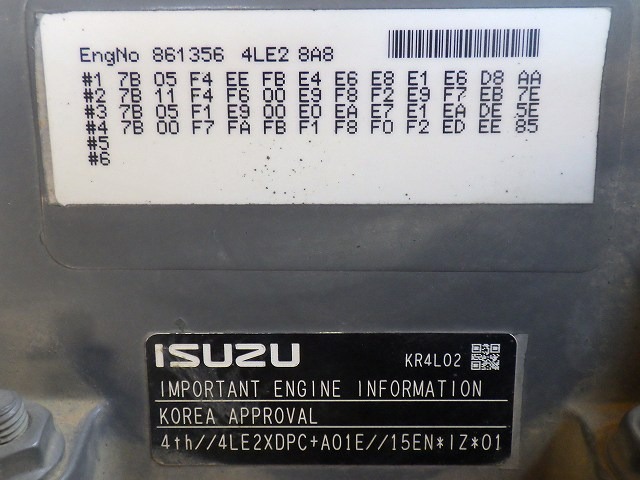 EngNo 861356 4LE2 8A8
#1 7B 05 F4 EE FB E4 E6 E8 E1 E6 D8 AA
#2 7B 11 F4 F6 00 E9 F8 F2 E9 F7 EB 7E
#3 7B 05 F1 E9 00 E0 EA E7 E1 EA DE 5E
#4 7B 00 F7 FA FB F1 F8 F0 F2 ED EE 85
#5
#6
ISUZU KR4L02
IMPORTANT ENGINE INFORMATION
KOREA APPROVAL
4th//4LE2XDPC+A01E//15EN*IZ*01